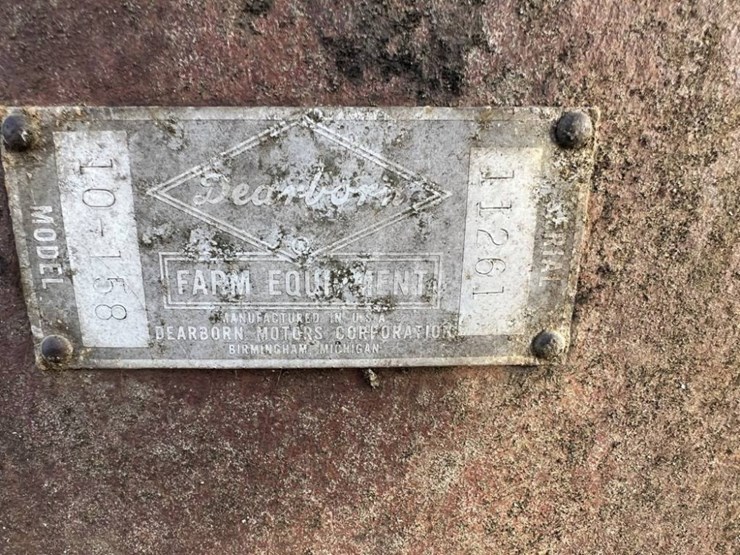 MODEL
10-158
Dearborn
FARM EQUIPMENT
MANUFACTURED IN U.S.A.
DEARBORN MOTORS CORPORATION
BIRMINGHAM, MICHIGAN
11261
SERIAL